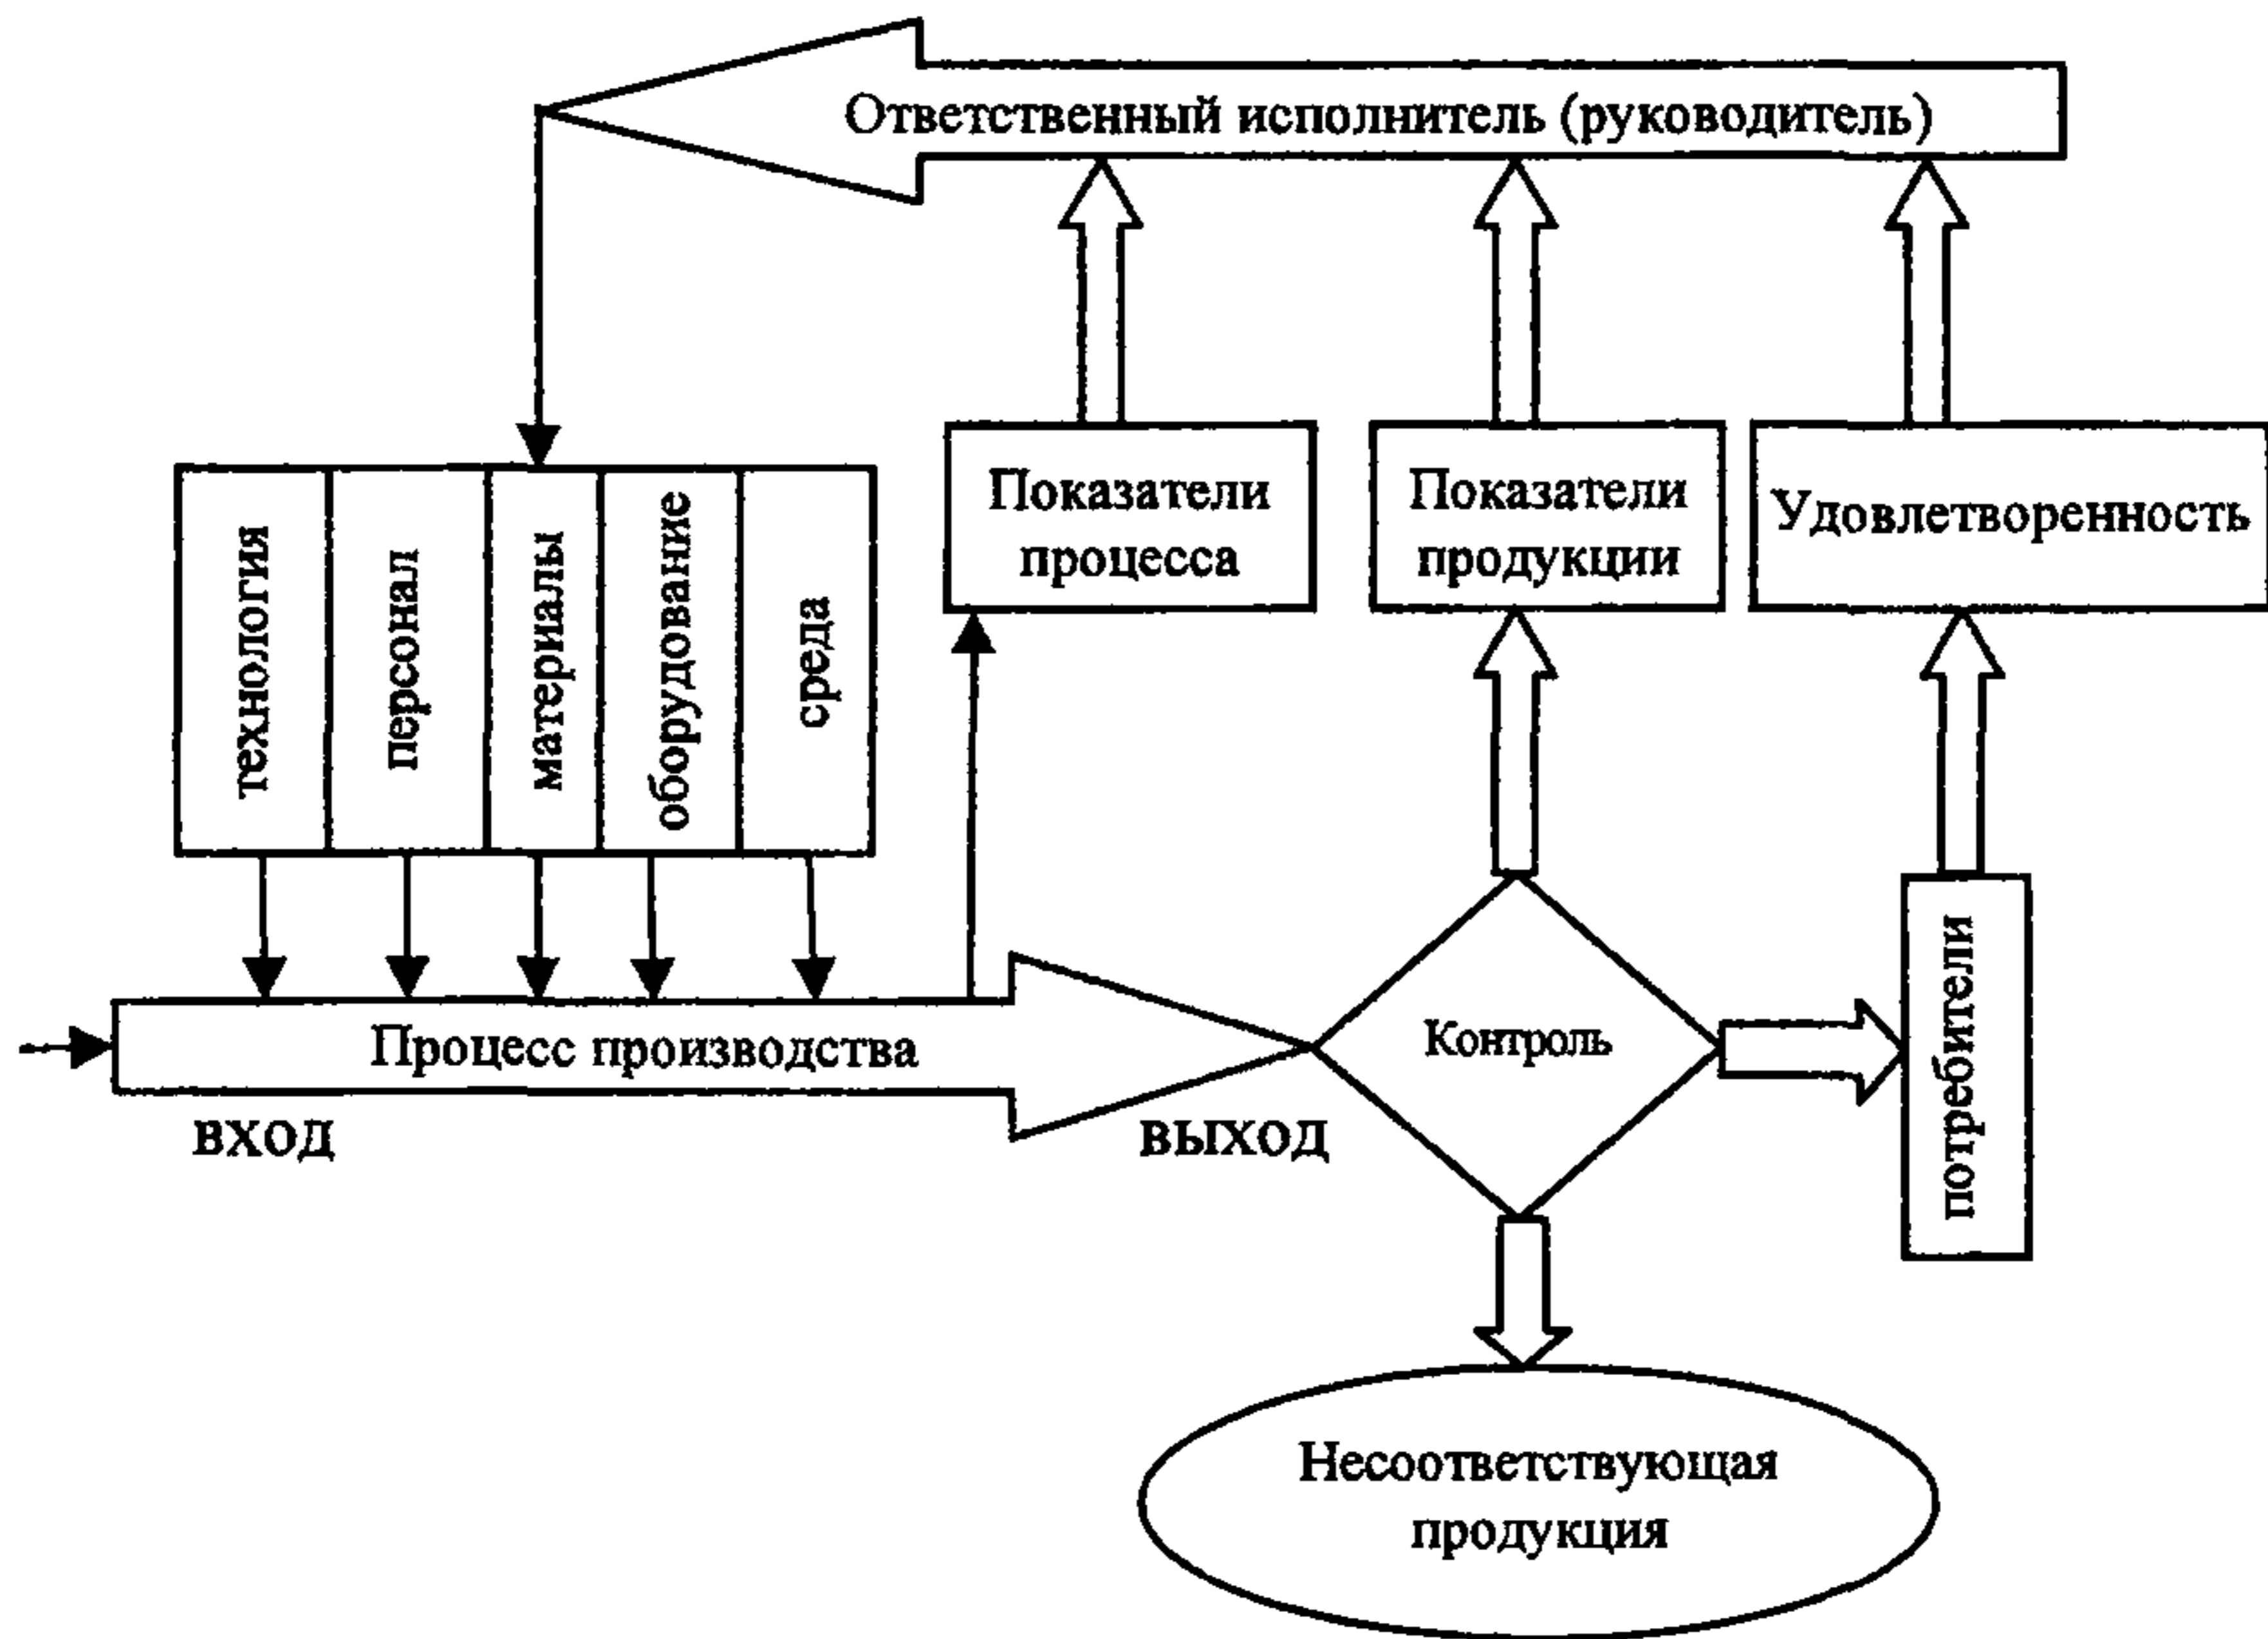 Ответственный исполнитель (руководитель)
технология
персонал
материалы
оборудование
среда
Показатели
процесса
Показатели
продукции
Удовлетворенность
Процесс производства
Контроль
потребители
ВХОД
ВЫХОД
Несоответствующая
продукция